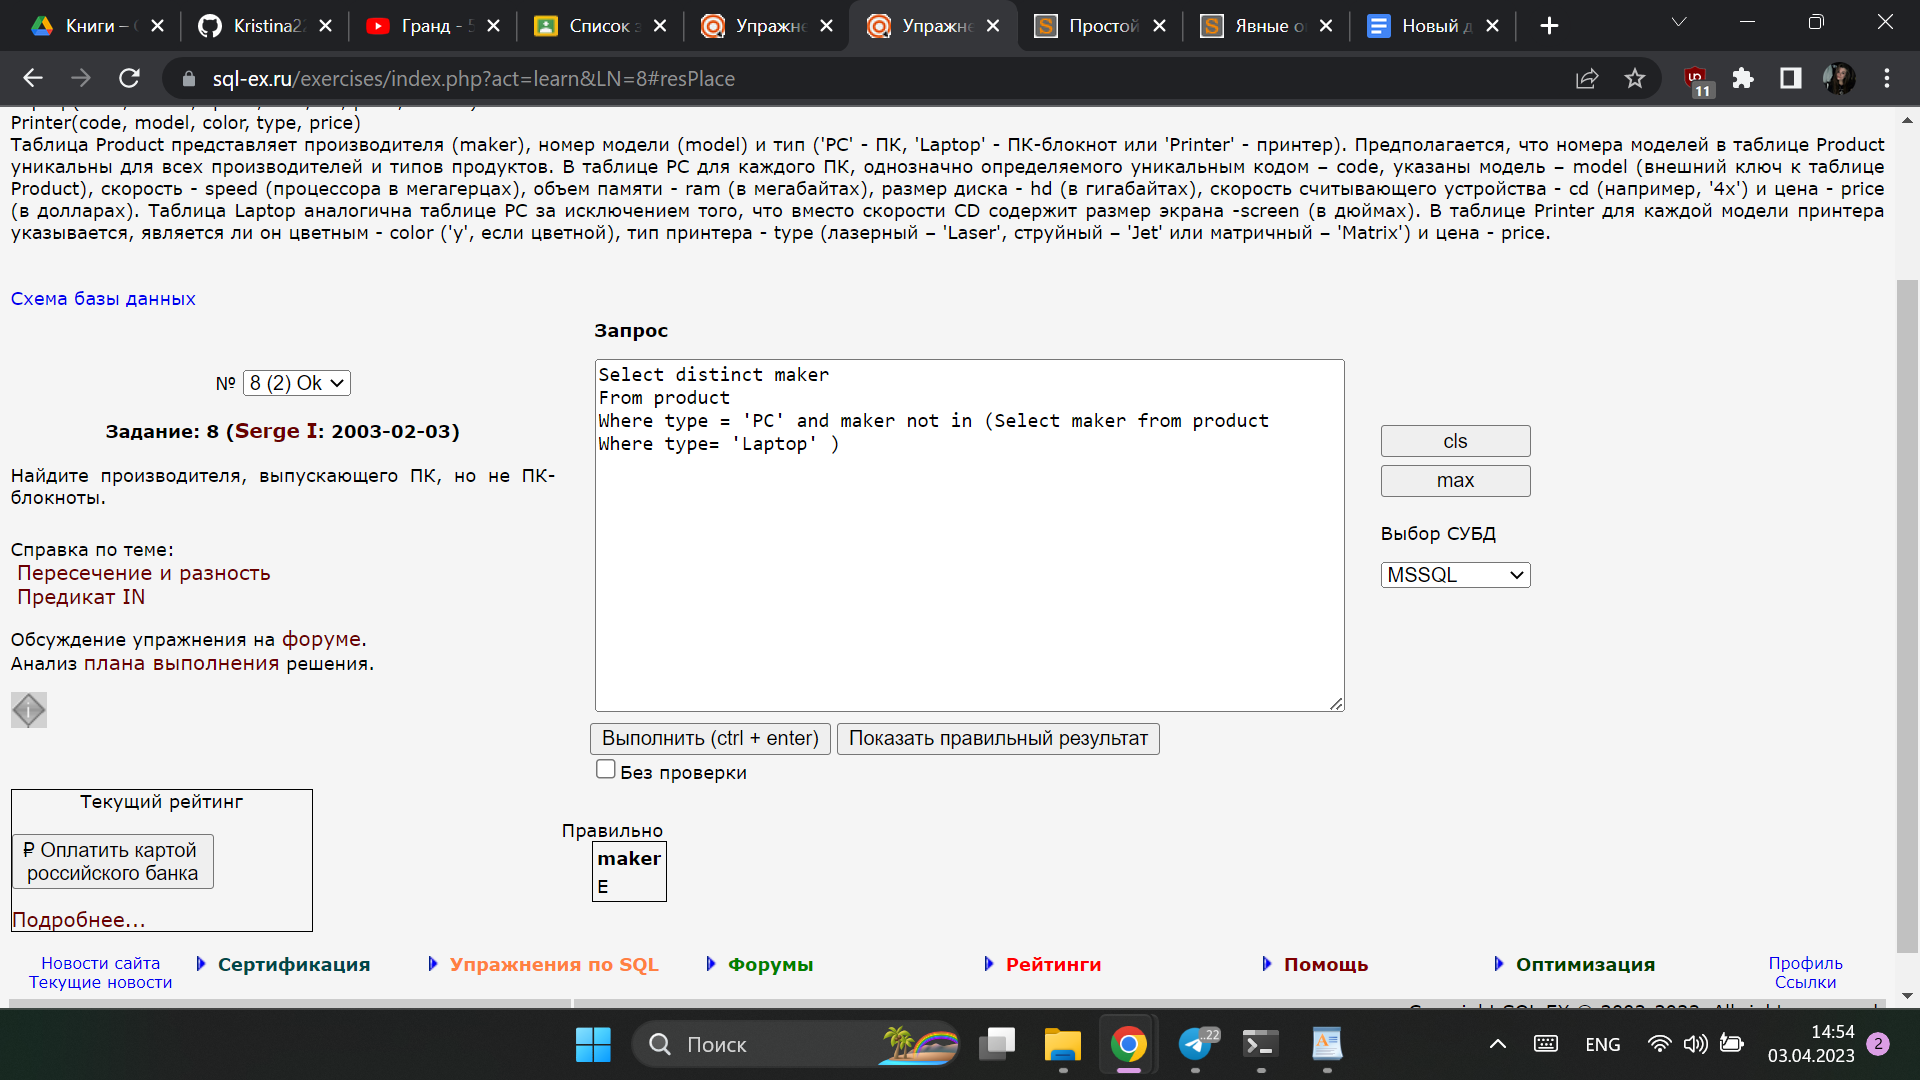 Книги –
Kristina22
Гранд - 5
Список з
Упражне
Упражне
Простой
Явные о
Новый д
sql-ex.ru/exercises/index.php?act=learn&LN=8#resPlace
11
Printer(code, model, color, type, price)
Таблица Product представляет производителя (maker), номер модели (model) и тип ('PC' - ПК, 'Laptop' - ПК-блокнот или 'Printer' - принтер). Предполагается, что номера моделей в таблице Product
уникальны для всех производителей и типов продуктов. В таблице PC для каждого ПК, однозначно определяемого уникальным кодом – code, указаны модель – model (внешний ключ к таблице
Product), скорость - speed (процессора в мегагерцах), объем памяти - ram (в мегабайтах), размер диска - hd (в гигабайтах), скорость считывающего устройства - cd (например, '4x') и цена - price
(в долларах). Таблица Laptop аналогична таблице РС за исключением того, что вместо скорости CD содержит размер экрана -screen (в дюймах). В таблице Printer для каждой модели принтера
указывается, является ли он цветным - color ('y', если цветной), тип принтера - type (лазерный – 'Laser', струйный – 'Jet' или матричный – 'Matrix') и цена - price.
Схема базы данных
Запрос
№ 8 (2) Ok
Задание: 8 (Serge I: 2003-02-03)
Найдите производителя, выпускающего ПК, но не ПК-
блокноты.
Справка по теме:
Пересечение и разность
Предикат IN
Обсуждение упражнения на форуме.
Анализ плана выполнения решения.
Select distinct maker
From product
Where type = 'PC' and maker not in (Select maker from product
Where type= 'Laptop' )
cls
max
Выбор СУБД
MSSQL
Выполнить (ctrl + enter)
Показать правильный результат
Без проверки
Текущий рейтинг
₽ Оплатить картой
российского банка
Подробнее...
Правильно
maker
E
Новости сайта
Текущие новости
Сертификация
Упражнения по SQL
Форумы
Рейтинги
Помощь
Оптимизация
Профиль
Ссылки
Поиск
..22
ENG
14:54
03.04.2023
2